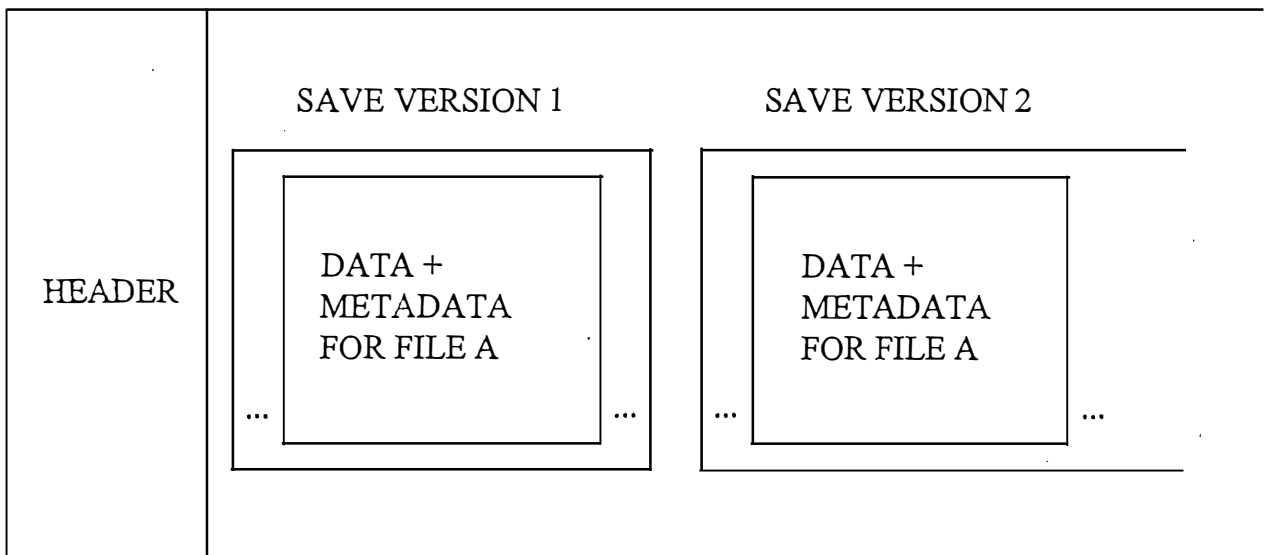 SAVE VERSION 1
SAVE VERSION 2
HEADER
DATA +
METADATA
FOR FILE A
DATA +
METADATA
FOR FILE A
...
...
...
...